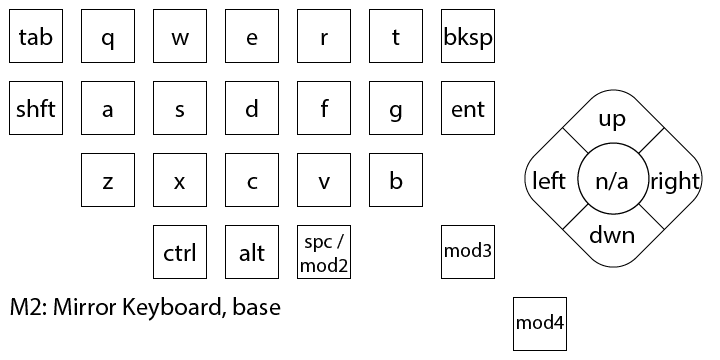 tab q w e r t bksp
shft a s d f g ent
up
left n/a right
dwn
z x c v b
ctrl alt spc /
mod2 mod3
M2: Mirror Keyboard, base
mod4